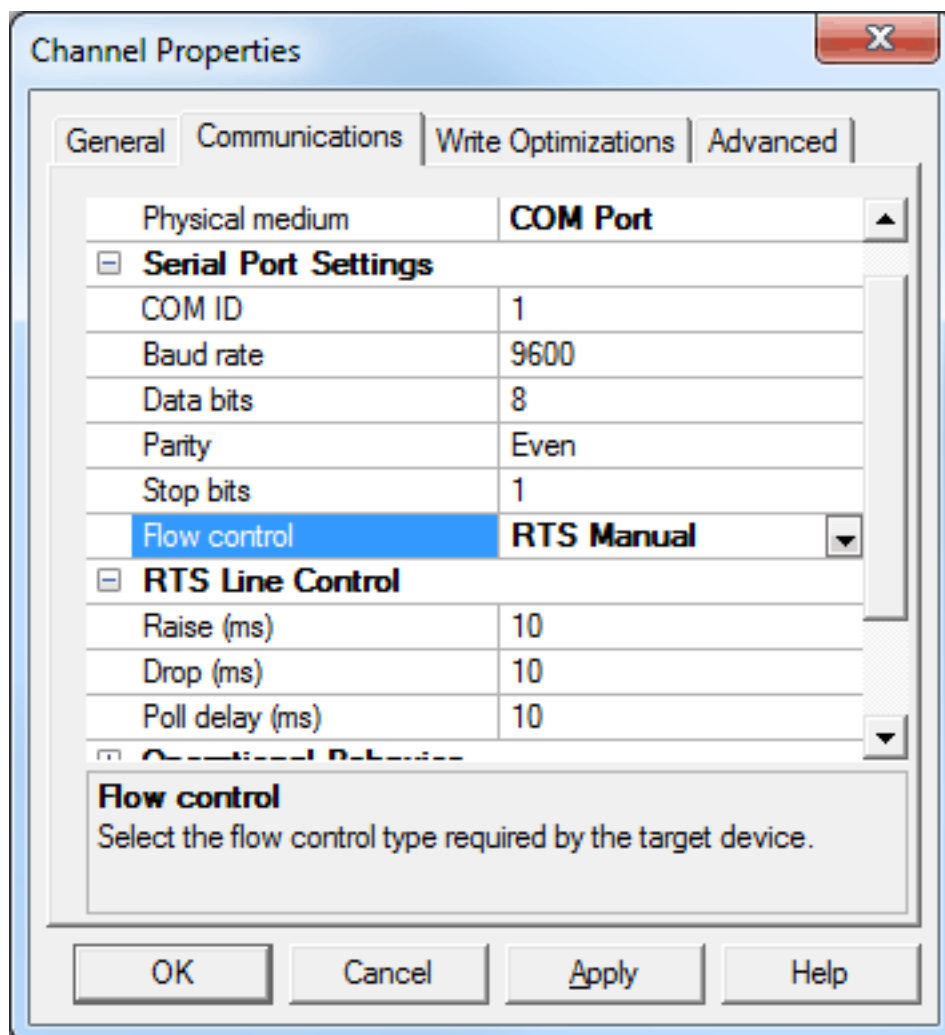 Channel Properties
General Communications Write Optimizations Advanced
Physical medium COM Port
Serial Port Settings
COM ID 1
Baud rate 9600
Data bits 8
Parity Even
Stop bits 1
Flow control RTS Manual
RTS Line Control
Raise (ms) 10
Drop (ms) 10
Poll delay (ms) 10
Operational Behavior
Flow control
Select the flow control type required by the target device.
OK Cancel Apply Help